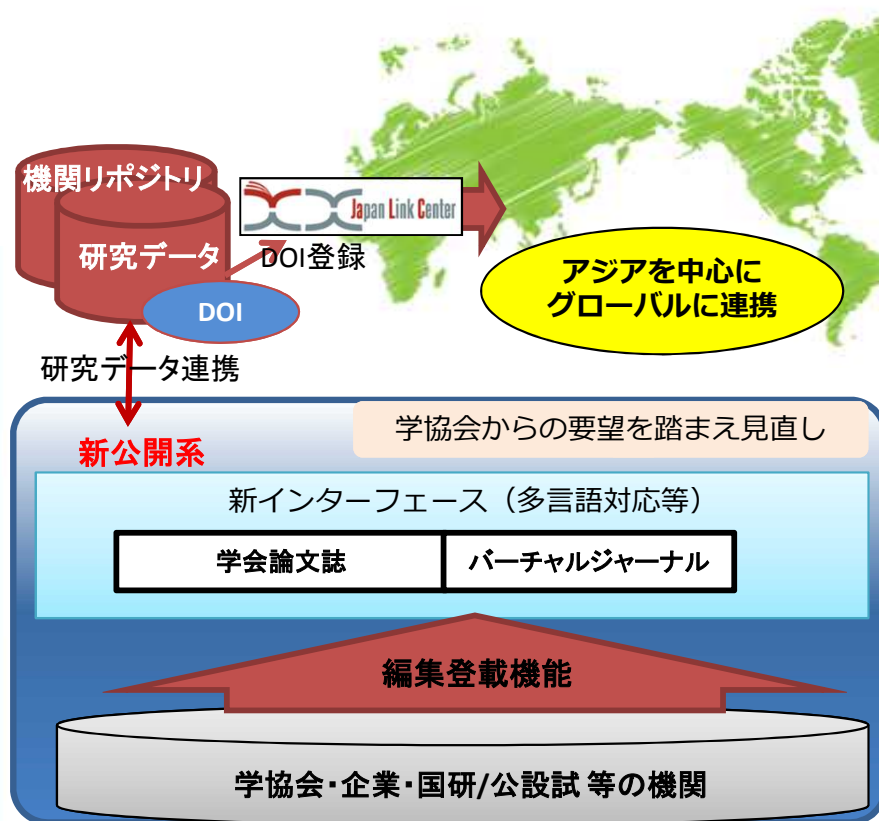 機関リポジトリ
研究データ
DOI
Japan Link Center
DOI登録
アジアを中心に
グローバルに連携
研究データ連携
学協会からの要望を踏まえ見直し
新公開系
新インターフェース（多言語対応等）
学会論文誌
バーチャルジャーナル
編集登載機能
学協会・企業・国研/公設試 等の機関